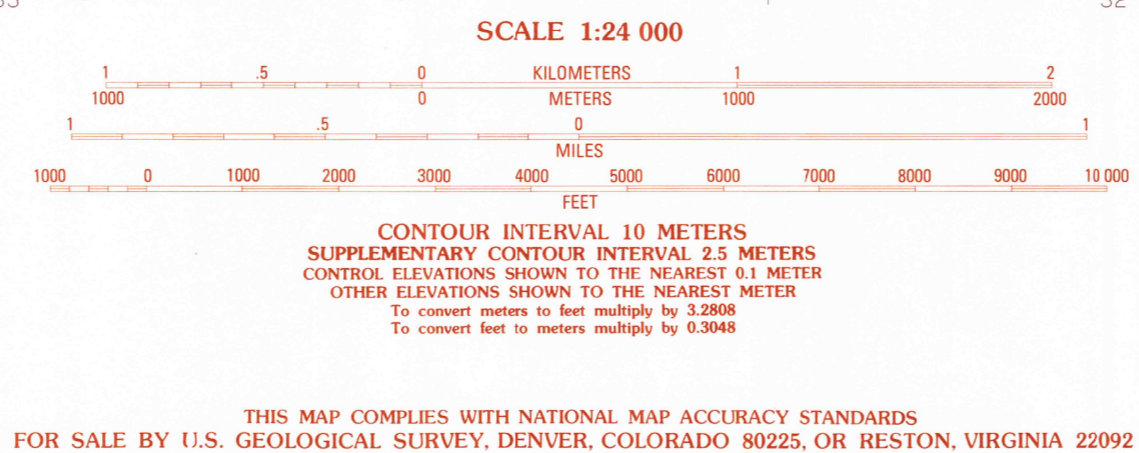 SCALE 1:24 000
1 .5 0 KILOMETERS 1 2
1000 0 METERS 1000 2000
1 .5 0 1
MILES
1000 0 1000 2000 3000 4000 5000 6000 7000 8000 9000 10 000
FEET
CONTOUR INTERVAL 10 METERS
SUPPLEMENTARY CONTOUR INTERVAL 2.5 METERS
CONTROL ELEVATIONS SHOWN TO THE NEAREST 0.1 METER
OTHER ELEVATIONS SHOWN TO THE NEAREST METER
To convert meters to feet multiply by 3.2808
To convert feet to meters multiply by 0.3048
THIS MAP COMPLIES WITH NATIONAL MAP ACCURACY STANDARDS
FOR SALE BY U.S. GEOLOGICAL SURVEY, DENVER, COLORADO 80225, OR RESTON, VIRGINIA 22092